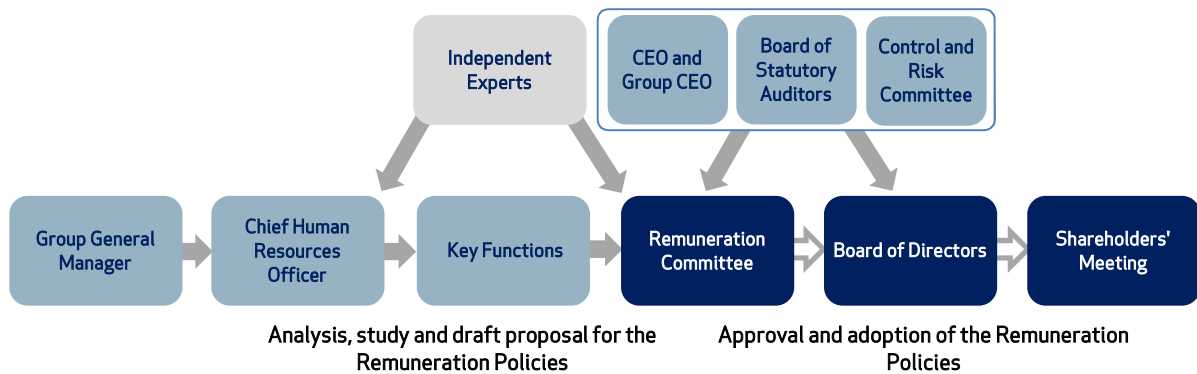 Independent
Experts
CEO and
Group CEO
Board of
Statutory
Auditors
Control and
Risk
Committee
Group General
Manager
Chief Human
Resources
Officer
Key Functions
Remuneration
Committee
Board of Directors
Shareholders'
Meeting
Analysis, study and draft proposal for the
Remuneration Policies
Approval and adoption of the Remuneration
Policies